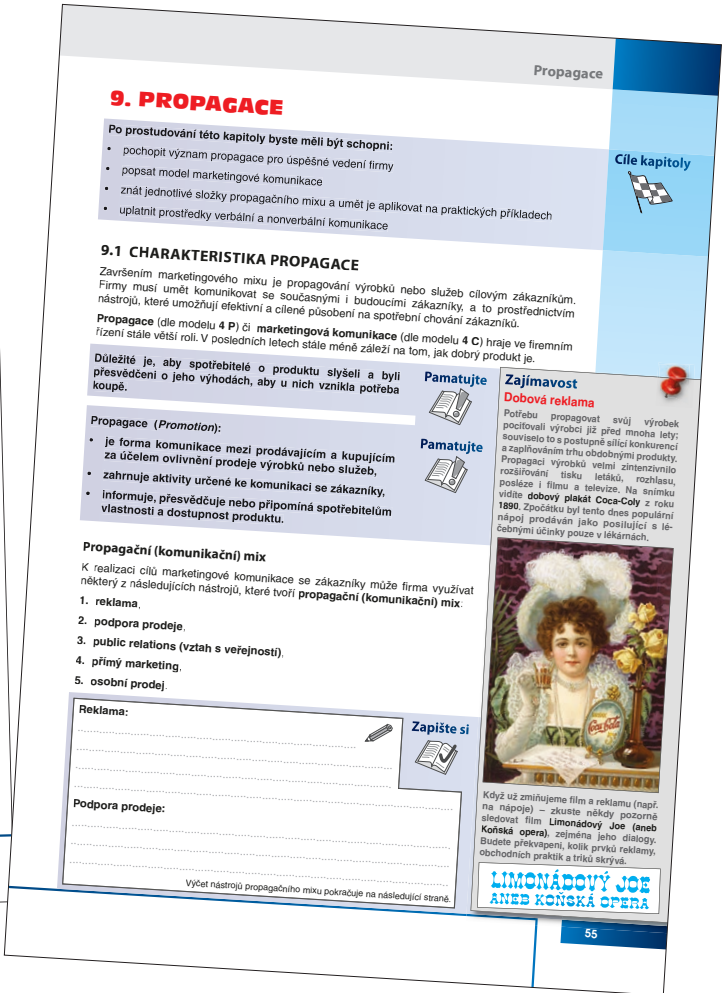 Propagace
9. PROPAGACE
Po prostudování této kapitoly byste měli být schopni:
• pochopit význam propagace pro úspěšné vedení firmy
• popsat model marketingové komunikace
• znát jednotlivé složky propagačního mixu a umět je aplikovat na praktických příkladech
• uplatnit prostředky verbální a nonverbální komunikace
Cíle kapitoly
9.1 CHARAKTERISTIKA PROPAGACE
Završením marketingového mixu je propagování výrobků nebo služeb cílovým zákazníkům.
Firmy musí umět komunikovat se současnými i budoucími zákazníky, a to prostřednictvím
nástrojů, které umožňují efektivní a cílené působení na spotřební chování zákazníků.
Propagace (dle modelu 4 P) či marketingová komunikace (dle modelu 4 C) hraje ve firemním
řízení stále větší roli. V posledních letech stále méně záleží na tom, jak dobrý produkt je.
Důležité je, aby spotřebitelé o produktu slyšeli a byli
přesvědčeni o jeho výhodách, aby u nich vznikla potřeba
koupě.
Pamatujte
Propagace (Promotion):
• je forma komunikace mezi prodávajícím a kupujícím
za účelem ovlivnění prodeje výrobků nebo služeb,
• zahrnuje aktivity určené ke komunikaci se zákazníky,
• informuje, přesvědčuje nebo připomíná spotřebitelům
vlastnosti a dostupnost produktu.
Pamatujte
Propagační (komunikační) mix
K realizaci cílů marketingové komunikace se zákazníky může firma využívat
některý z následujících nástrojů, které tvoří propagační (komunikační) mix:
1. reklama,
2. podpora prodeje,
3. public relations (vztah s veřejností),
4. přímý marketing,
5. osobní prodej.
Reklama:
Zapište si
Podpora prodeje:
Výčet nástrojů propagačního mixu pokračuje na následující straně.
Zajímavost
Dobová reklama
Potřebu propagovat svůj výrobek
pociťovali výrobci již před mnoha lety;
souviselo to s postupně sílící konkurencí
a zaplňováním trhu obdobnými produkty.
Propagaci výrobků velmi zintenzivnilo
rozšiřování tisku letáků, rozhlasu,
posléze i filmu a televize. Na snímku
vidíte dobový plakát Coca-Coly z roku
1890. Zpočátku byl tento dnes populární
nápoj prodáván jako posilující s lé-
čebnými účinky pouze v lékárnách.
Coca-Cola
Když už zmiňujeme film a reklamu (např.
na nápoje) – zkuste někdy pozorně
sledovat film Limonádový Joe (aneb
Koňská opera), zejména jeho dialogy.
Budete překvapeni, kolik prvků reklamy,
obchodních praktik a triků skrývá.
LIMONÁDOVÝ JOE
ANEB KOŇSKÁ OPERA
55